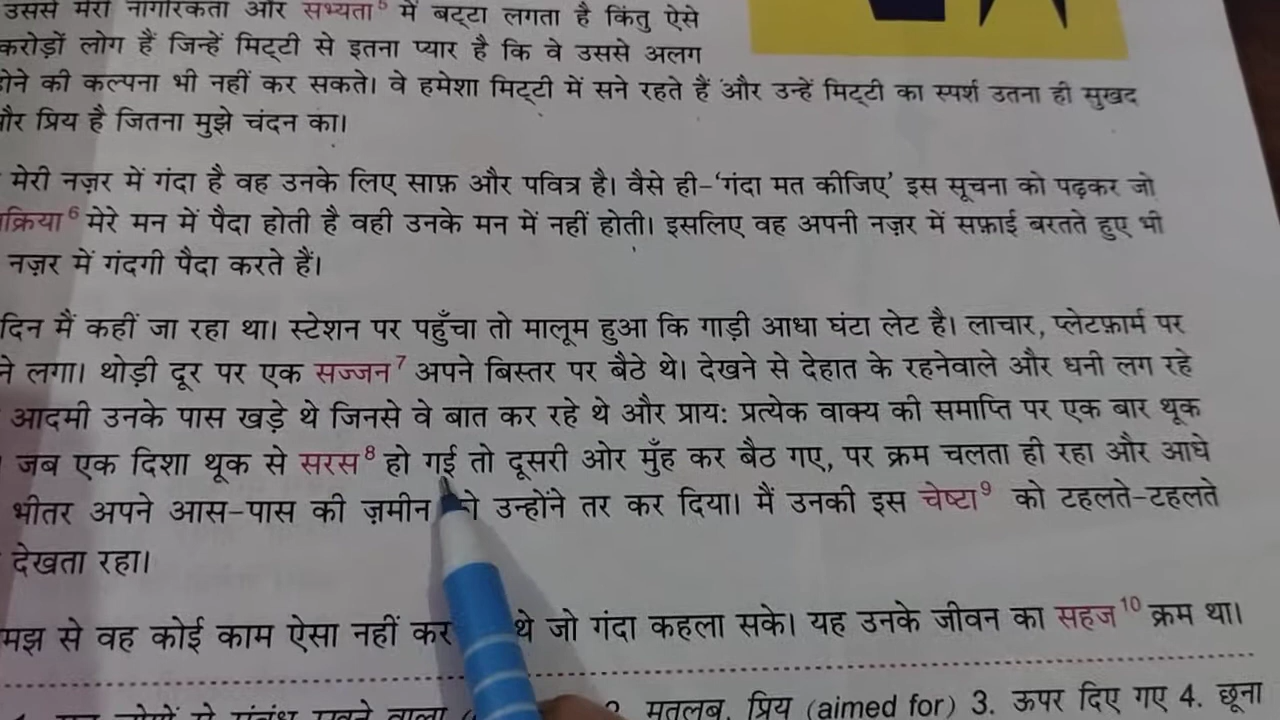 उससे मेरी नागरिकता और सभ्यता5 में बट्टा लगता है किंतु ऐसे
करोड़ों लोग हैं जिन्हें मिट्टी से इतना प्यार है कि वे उससे अलग
होने की कल्पना भी नहीं कर सकते। वे हमेशा मिट्टी में सने रहते हैं और उन्हें मिट्टी का स्पर्श उतना ही सुखद
और प्रिय है जितना मुझे चंदन का।
मेरी नज़र में गंदा है वह उनके लिए साफ़ और पवित्र है। वैसे ही-‘गंदा मत कीजिए’ इस सूचना को पढ़कर जो
क्रिया6 मेरे मन में पैदा होती है वही उनके मन में नहीं होती। इसलिए वह अपनी नज़र में सफ़ाई बरतते हुए भी
नज़र में गंदगी पैदा करते हैं।
दिन मैं कहीं जा रहा था। स्टेशन पर पहुँचा तो मालूम हुआ कि गाड़ी आधा घंटा लेट है। लाचार, प्लेटफ़ार्म पर
ने लगा। थोड़ी दूर पर एक सज्जन7 अपने बिस्तर पर बैठे थे। देखने से देहात के रहनेवाले और धनी लग रहे
आदमी उनके पास खड़े थे जिनसे वे बात कर रहे थे और प्राय: प्रत्येक वाक्य की समाप्ति पर एक बार थूक
जब एक दिशा थूक से सरस8 हो गई तो दूसरी ओर मुँह कर बैठ गए, पर क्रम चलता ही रहा और आधे
भीतर अपने आस-पास की ज़मीन को उन्होंने तर कर दिया। मैं उनकी इस चेष्टा9 को टहलते-टहलते
देखता रहा।
मझ से वह कोई काम ऐसा नहीं कर थे जो गंदा कहला सके। यह उनके जीवन का सहज10 क्रम था।
2. मतलब, प्रिय (aimed for) 3. ऊपर दिए गए 4. छूना